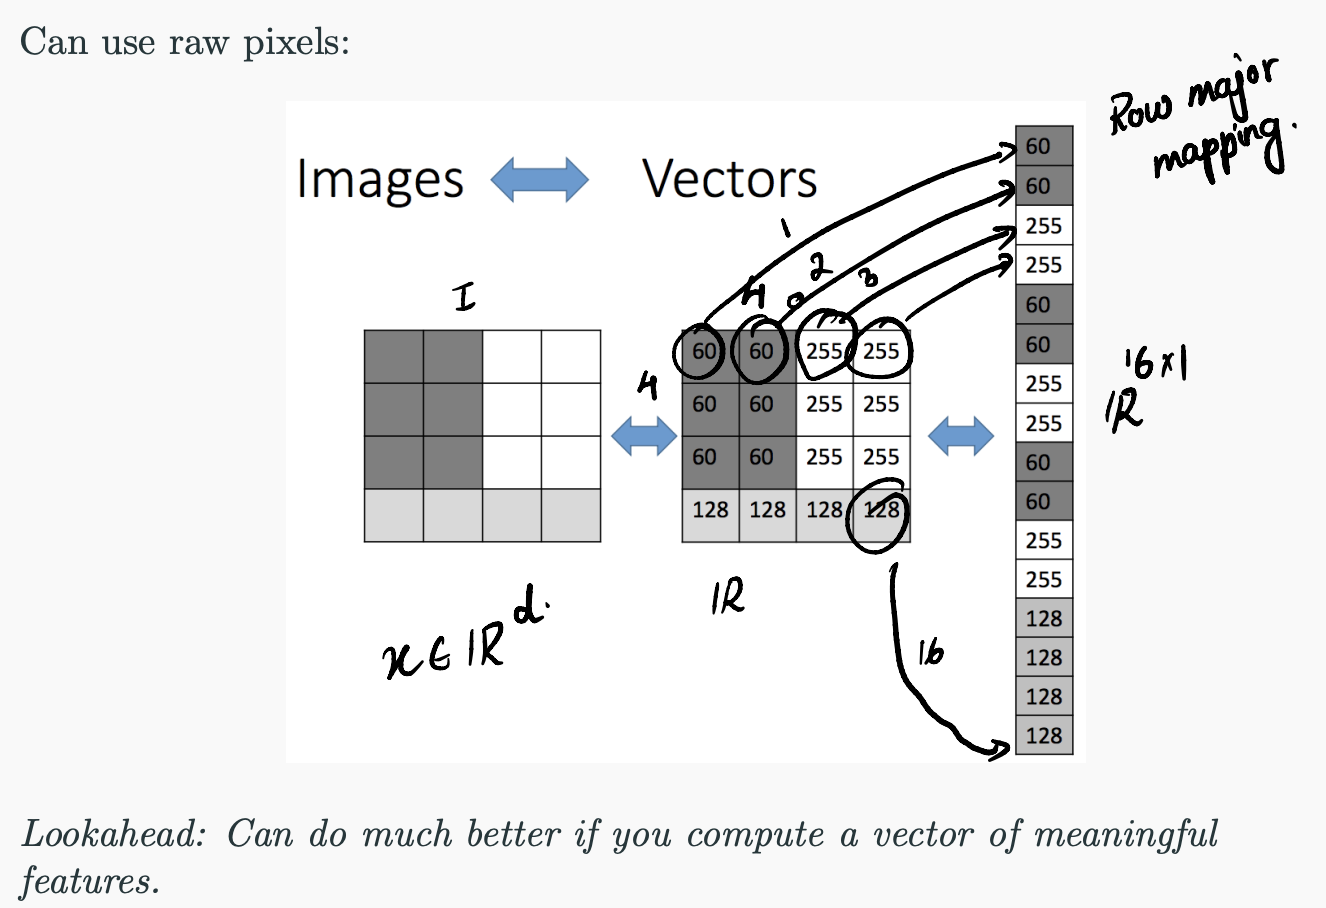 Can use raw pixels:
Row major
mapping.
Images Vectors
1
2
3
4
I
4
60 60 255 255
60 60 255 255
60 60 255 255
128 128 128 128
60
60
255
255
60
60
255
255
60
60
255
255
128
128
128
128
ℝ^16×1
x ∈ ℝ^d.
ℝ
16
Lookahead: Can do much better if you compute a vector of meaningful
features.